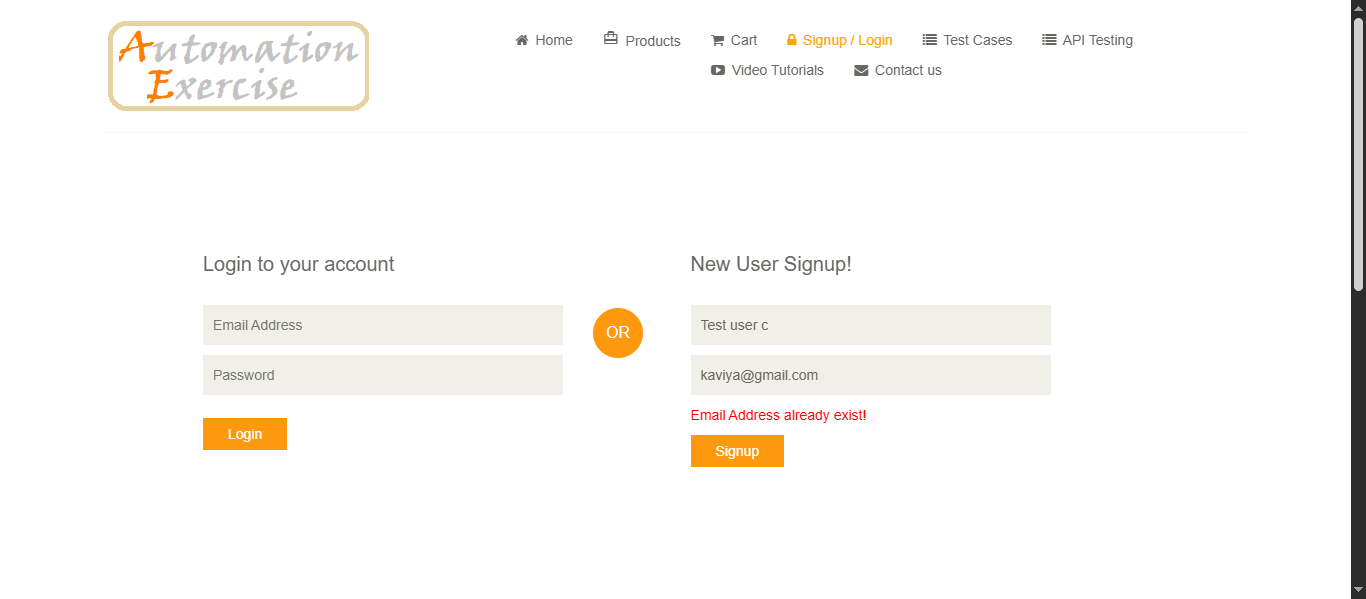 Automation
Exercise
Home Products Cart Signup / Login Test Cases API Testing
Video Tutorials Contact us
Login to your account
Email Address
Password
Login
OR
New User Signup!
Test user c
kaviya@gmail.com
Email Address already exist!
Signup